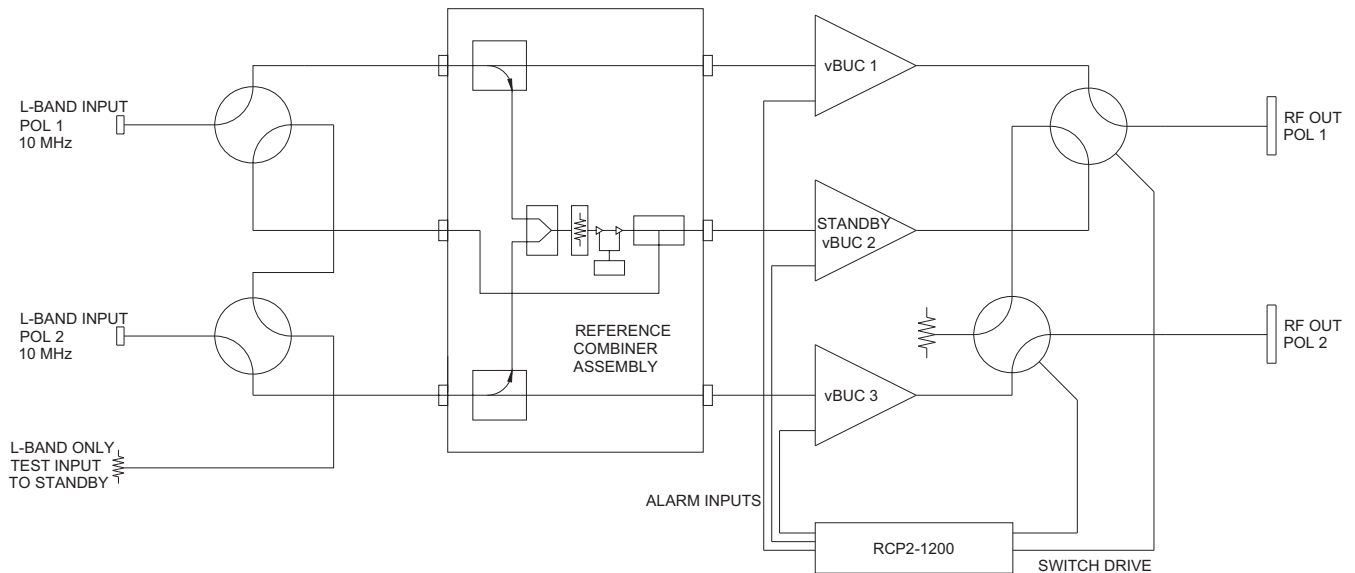 L-BAND INPUT
POL 1
10 MHz
vBUC 1
RF OUT
POL 1
STANDBY
vBUC 2
L-BAND INPUT
POL 2
10 MHz
REFERENCE
COMBINER
ASSEMBLY
RF OUT
POL 2
vBUC 3
L-BAND ONLY
TEST INPUT
TO STANDBY
ALARM INPUTS
RCP2-1200
SWITCH DRIVE